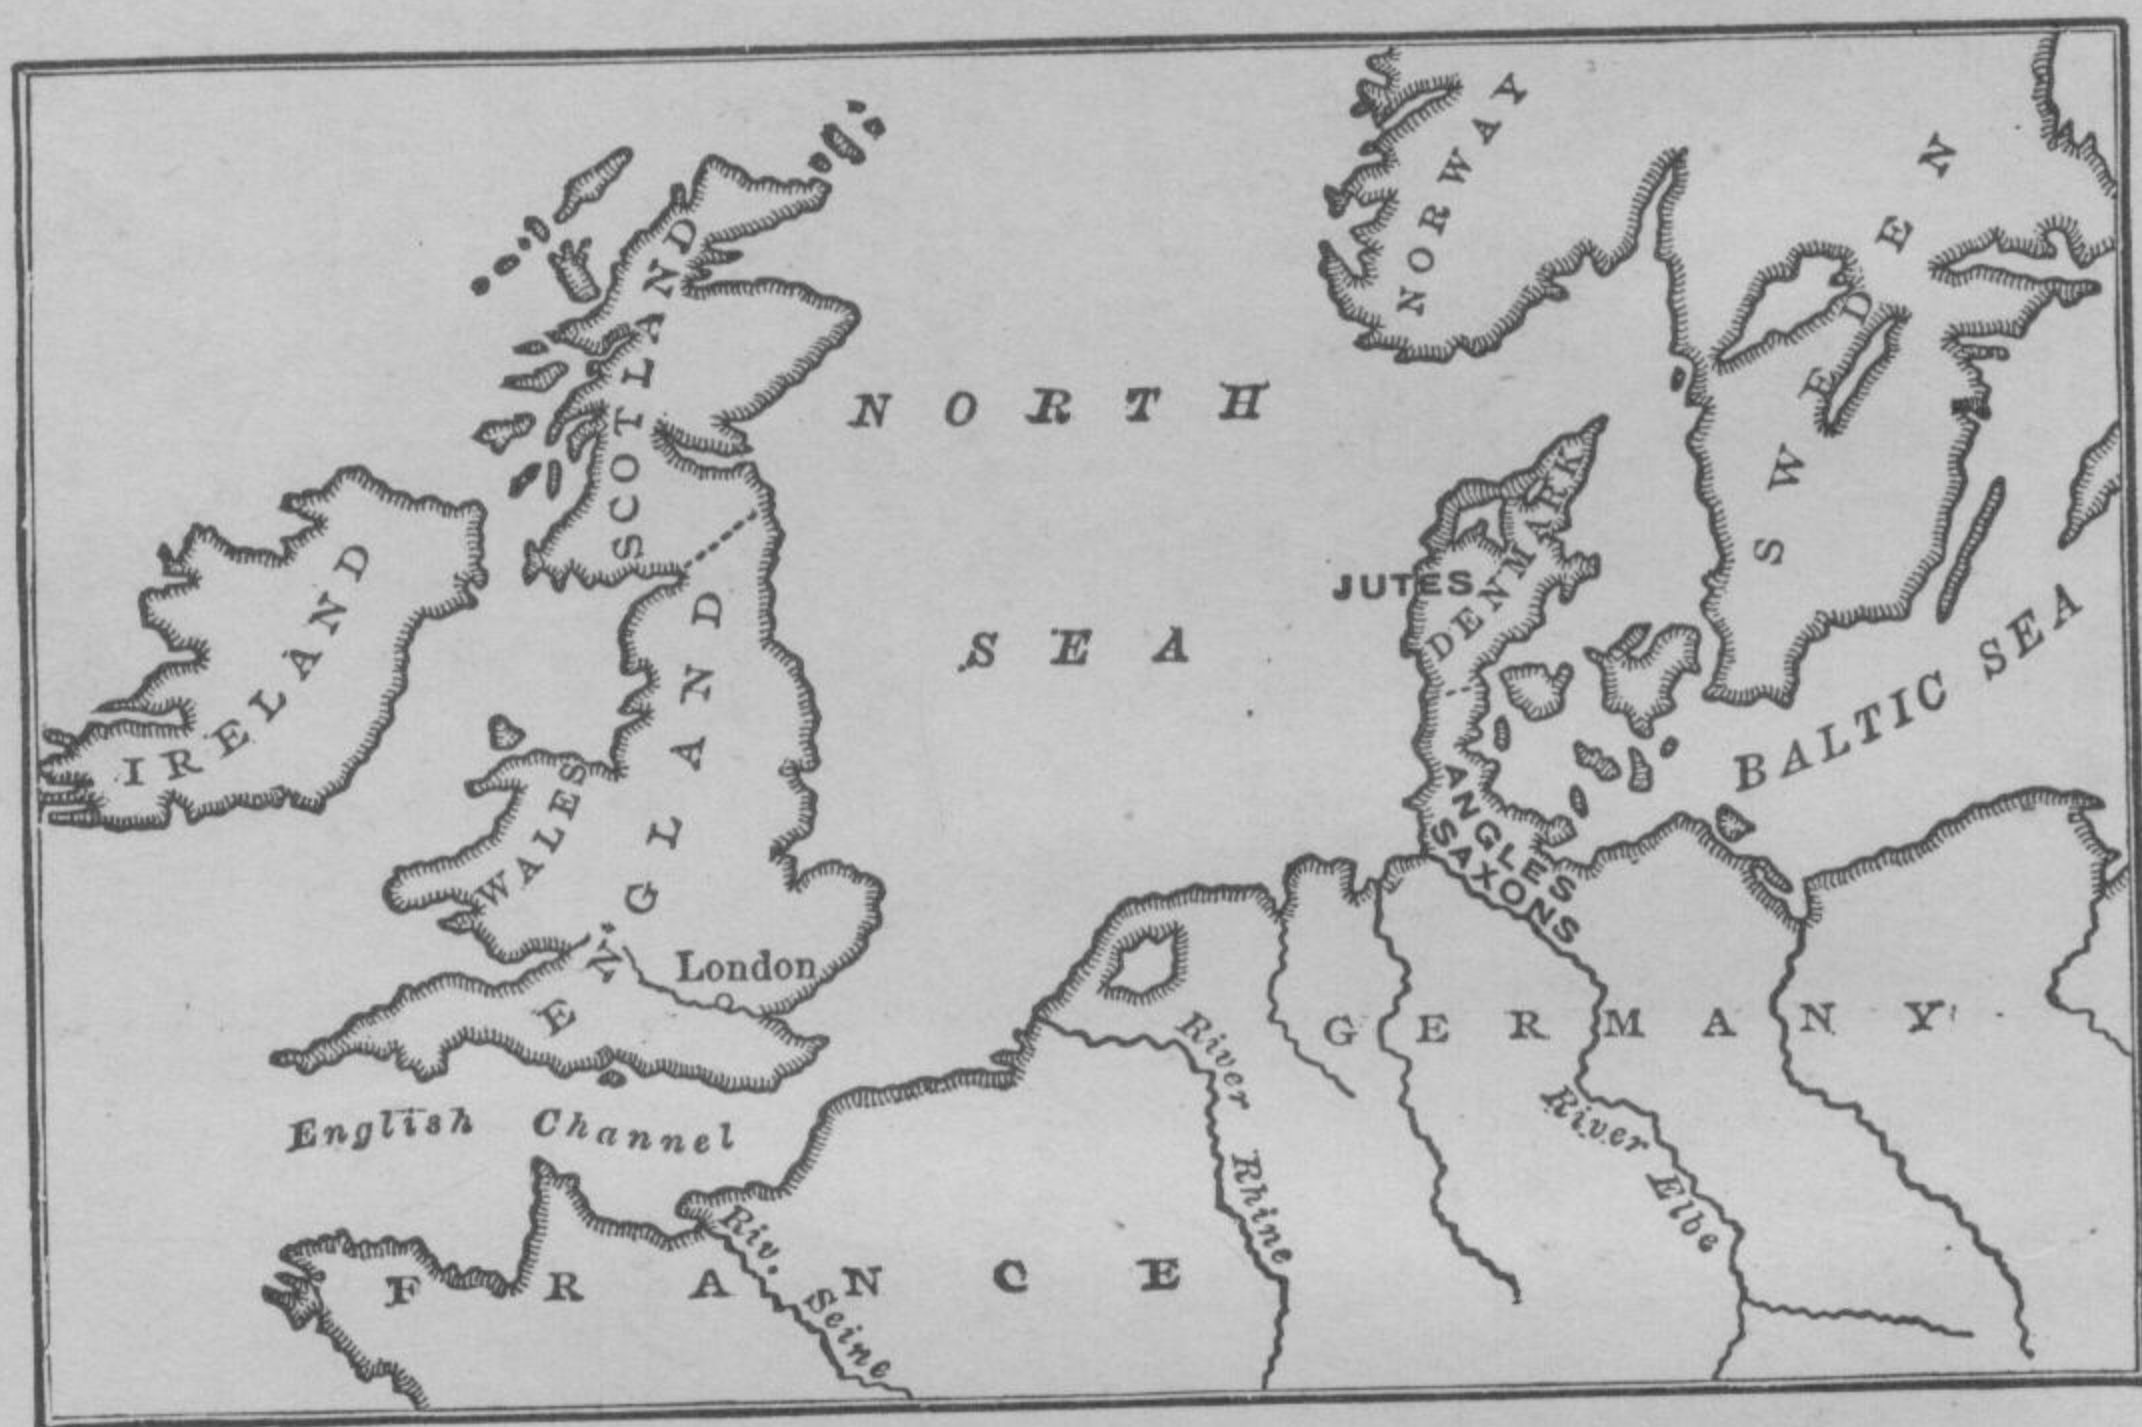 NORWAY
SWEDEN
SCOTLAND
NORTH
SEA
IRELAND
ENGLAND
WALES
JUTES
DENMARK
BALTIC SEA
ANGLES
SAXONS
London
GERMANY
River Rhine
River Elbe
English Channel
FRANCE
Riv. Seine